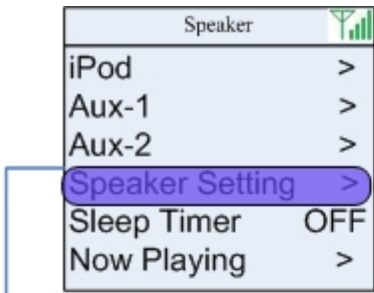 Speaker
iPod >
Aux-1 >
Aux-2 >
Speaker Setting >
Sleep Timer OFF
Now Playing >